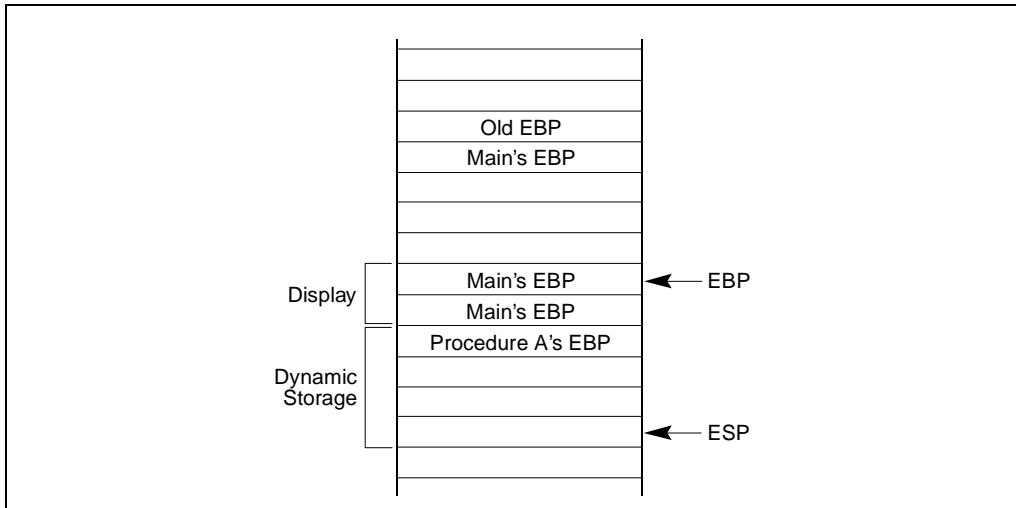 Old EBP
Main's EBP
Display
Main's EBP
EBP
Main's EBP
Procedure A's EBP
Dynamic
Storage
ESP